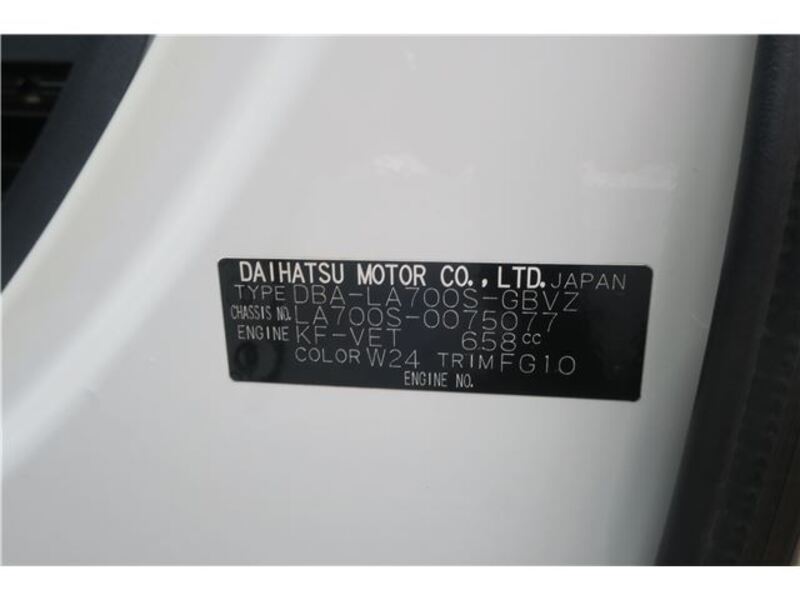 DAIHATSU MOTOR CO.,LTD. JAPAN
TYPE DBA-LA700S-GBVZ
CHASSIS NO. LA700S-0075077
ENGINE KF-VET 658cc
COLOR W24 TRIM FG10
ENGINE NO.